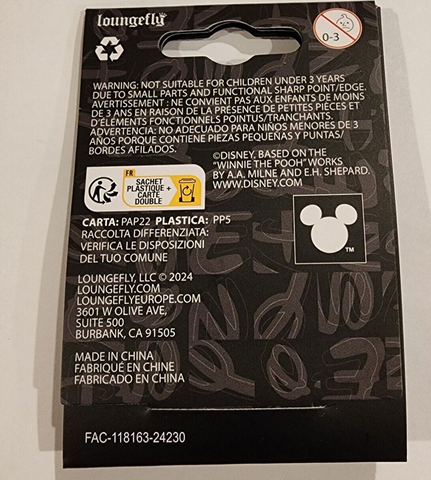 loungefly
0-3
WARNING: NOT SUITABLE FOR CHILDREN UNDER 3 YEARS
DUE TO SMALL PARTS AND FUNCTIONAL SHARP POINT/EDGE.
AVERTISSEMENT : NE CONVIENT PAS AUX ENFANTS DE MOINS
DE 3 ANS EN RAISON DE LA PRÉSENCE DE PETITES PIÈCES ET
D'ÉLÉMENTS FONCTIONNELS POINTUS/TRANCHANTS.
ADVERTENCIA: NO ADECUADO PARA NIÑOS MENORES DE 3
AÑOS PORQUE CONTIENE PIEZAS PEQUEÑAS Y PUNTAS/
BORDES AFILADOS.
©DISNEY, BASED ON THE
"WINNIE THE POOH" WORKS
BY A.A. MILNE AND E.H. SHEPARD.
WWW.DISNEY.COM
FR
SACHET
PLASTIQUE +
CARTE
DOUBLE
CARTA: PAP22 PLASTICA: PP5
RACCOLTA DIFFERENZIATA:
VERIFICA LE DISPOSIZIONI
DEL TUO COMUNE
TM
LOUNGEFLY, LLC © 2024
LOUNGEFLY.COM
LOUNGEFLYEUROPE.COM
3601 W OLIVE AVE,
SUITE 500
BURBANK, CA 91505
MADE IN CHINA
FABRIQUÉ EN CHINE
FABRICADO EN CHINA
FAC-118163-24230